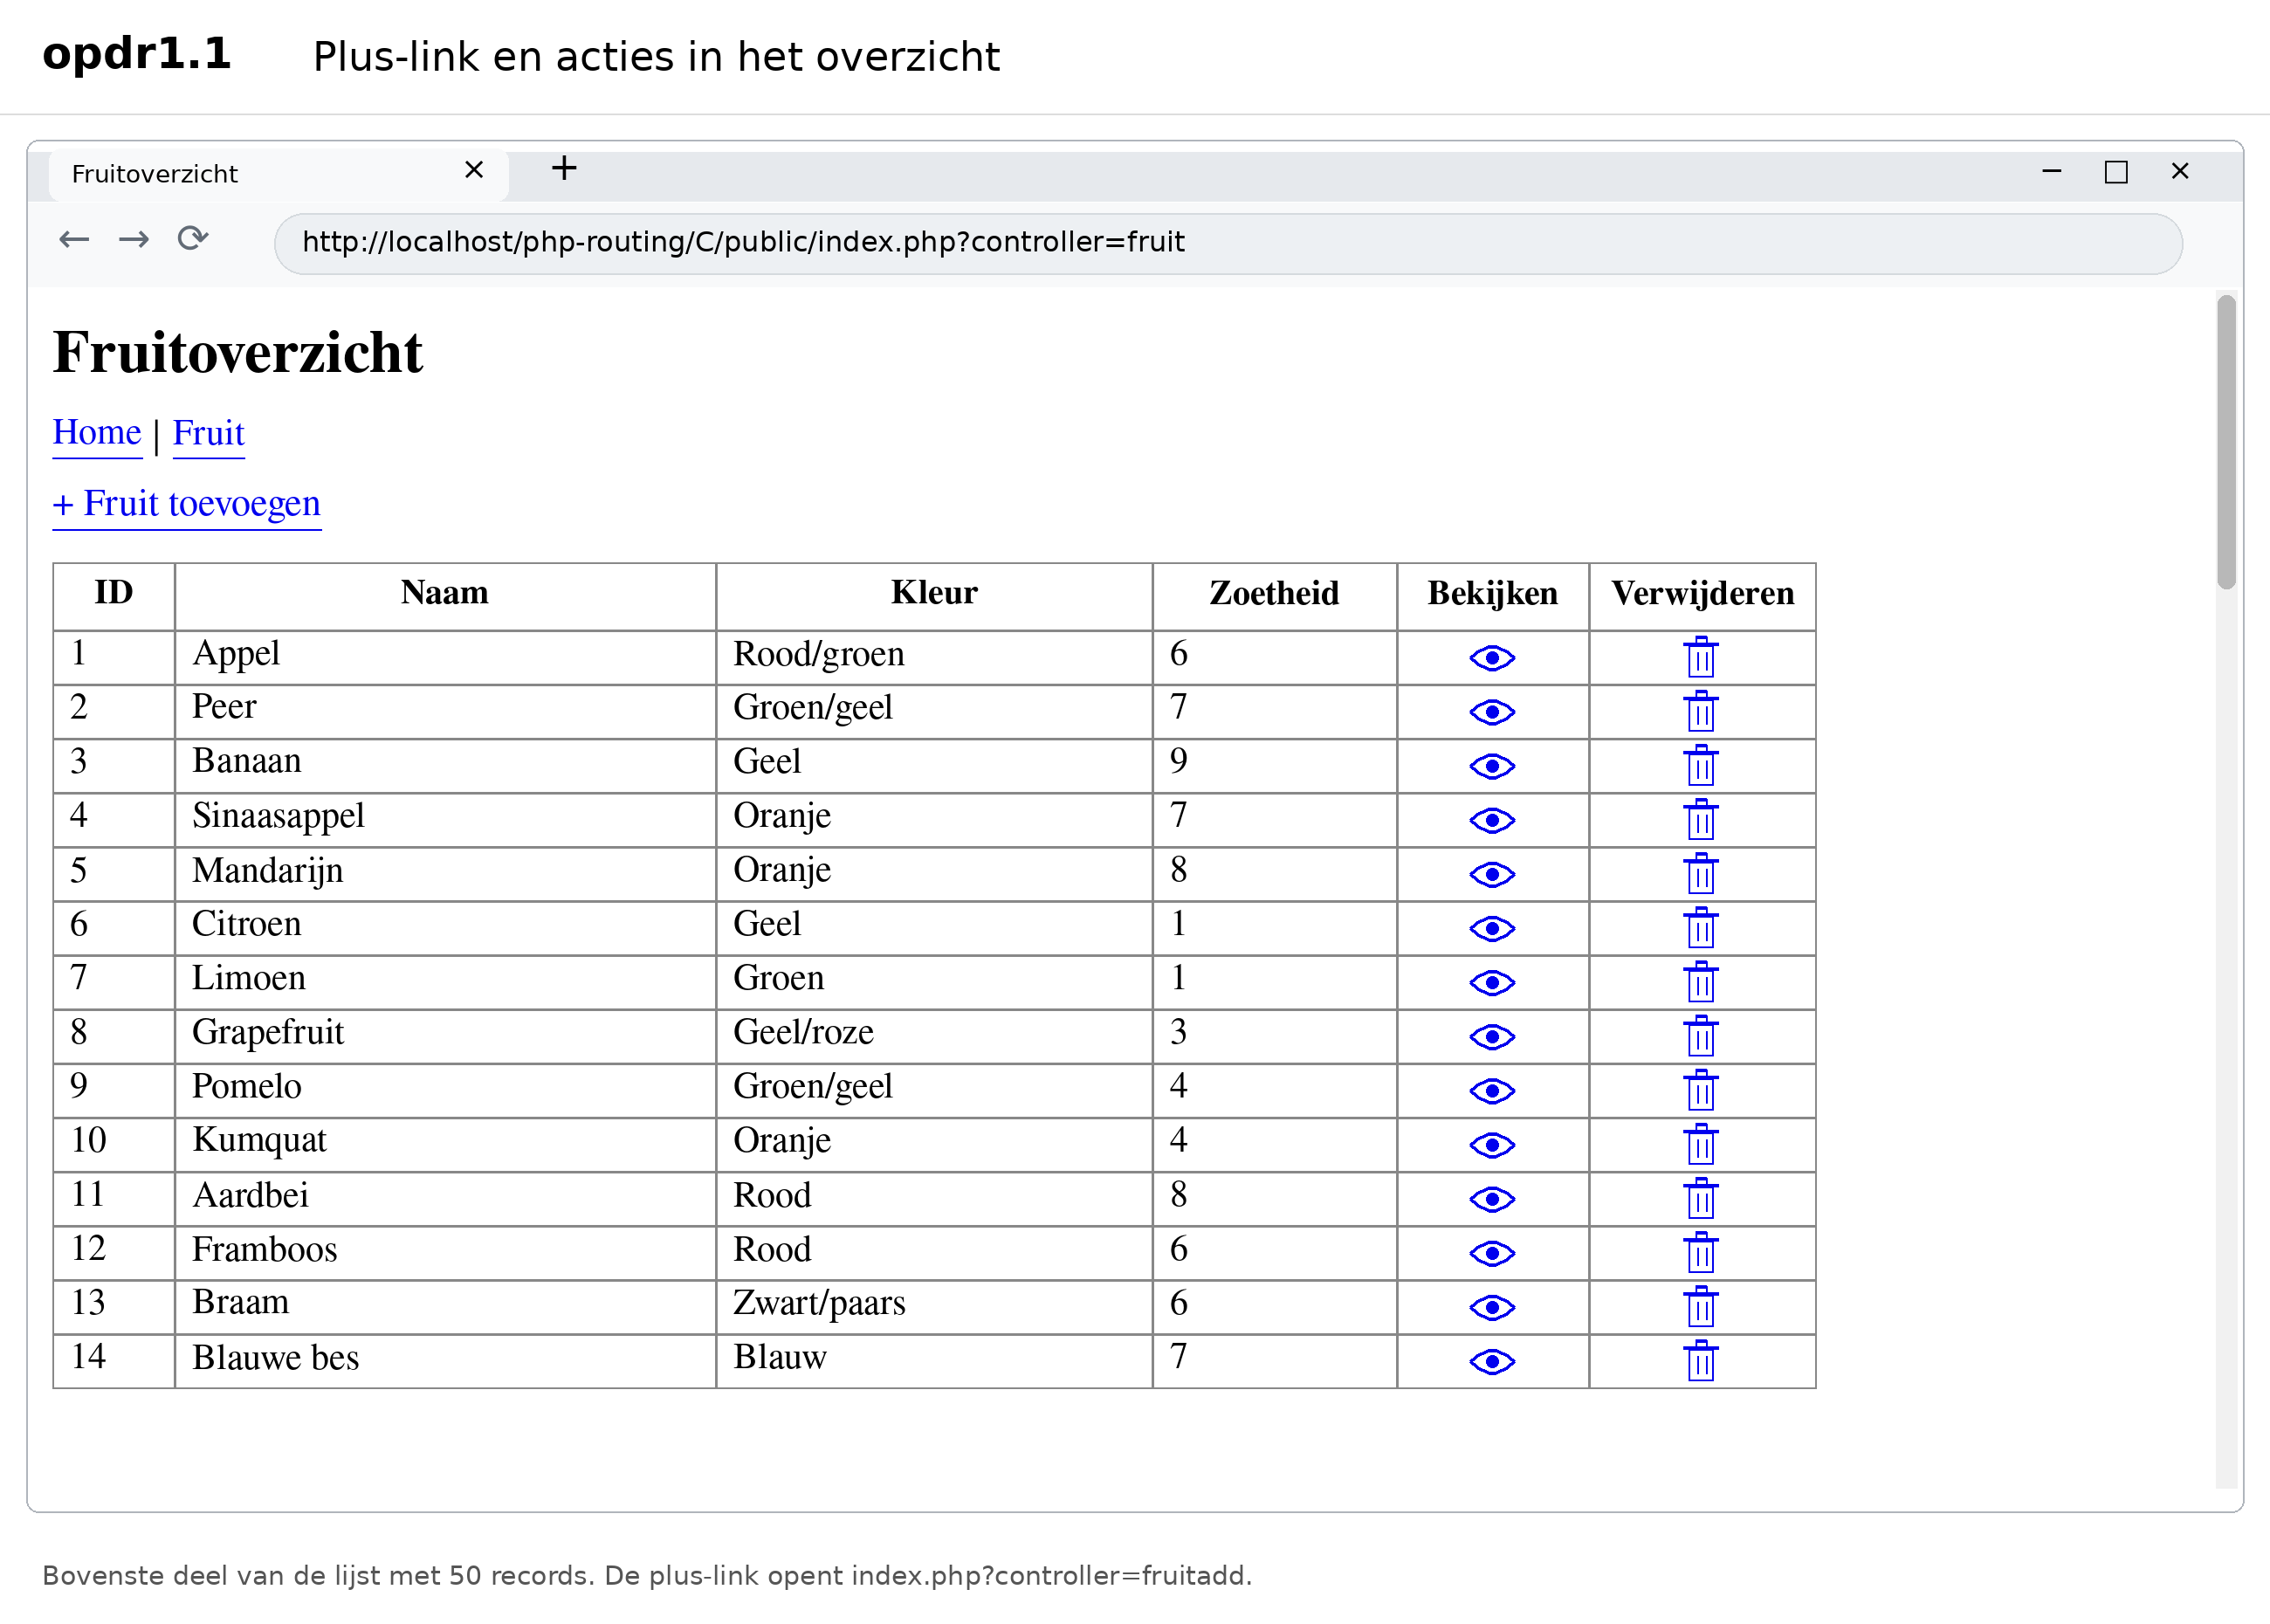 opdr1.1 Plus-link en acties in het overzicht
Fruitoverzicht
http://localhost/php-routing/C/public/index.php?controller=fruit
Fruitoverzicht
Home | Fruit
+ Fruit toevoegen
ID Naam Kleur Zoetheid Bekijken Verwijderen
1 Appel Rood/groen 6
2 Peer Groen/geel 7
3 Banaan Geel 9
4 Sinaasappel Oranje 7
5 Mandarijn Oranje 8
6 Citroen Geel 1
7 Limoen Groen 1
8 Grapefruit Geel/roze 3
9 Pomelo Groen/geel 4
10 Kumquat Oranje 4
11 Aardbei Rood 8
12 Framboos Rood 6
13 Braam Zwart/paars 6
14 Blauwe bes Blauw 7
Bovenste deel van de lijst met 50 records. De plus-link opent index.php?controller=fruitadd.